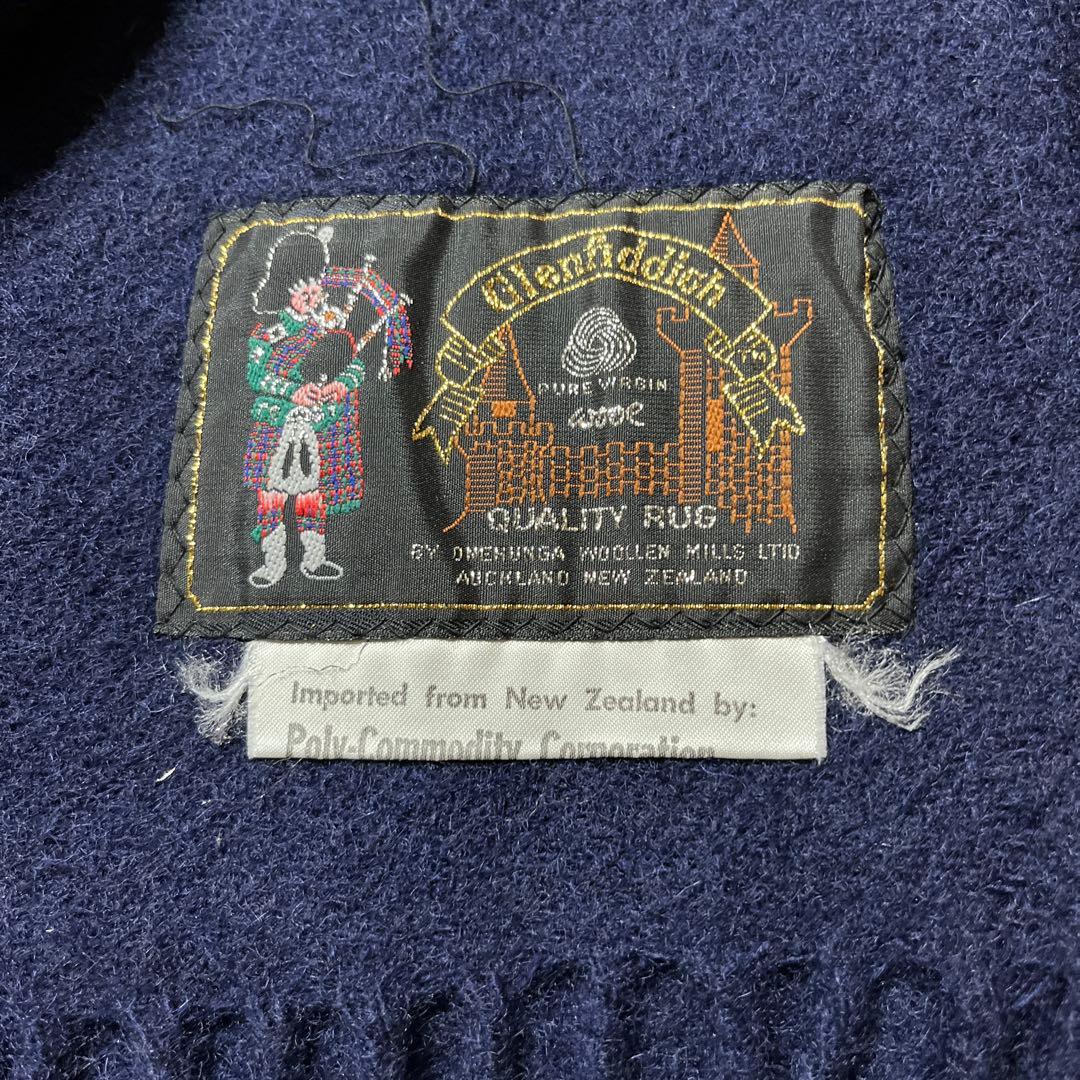 Glenfiddich
PURE VIRGIN
WOOL
QUALITY RUG
BY ONEHUNGA WOOLLEN MILLS LTD
AUCKLAND NEW ZEALAND
Imported from New Zealand by:
Poly-Commodity Corporation